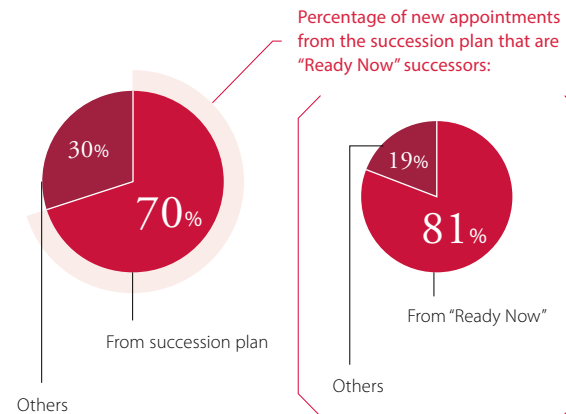 Percentage of new appointments
from the succession plan that are
“Ready Now” successors:
30%
70%
From succession plan
Others
19%
81%
From “Ready Now”
Others